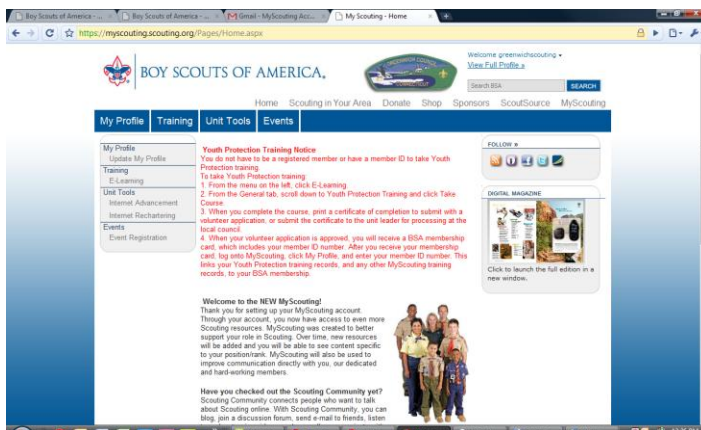 Boy Scouts of America - ...
Boy Scouts of America - ...
Gmail - MyScouting Acc...
My Scouting - Home
https://myscouting.scouting.org/Pages/Home.aspx
BOY SCOUTS OF AMERICA.
GREENWICH COUNCIL
Welcome greenwichscouting
View Full Profile »
Search BSA
SEARCH
Home Scouting in Your Area Donate Shop Sponsors ScoutSource MyScouting
My Profile Training Unit Tools Events
My Profile
Update My Profile
Training
E-Learning
Unit Tools
Internet Advancement
Internet Rechartering
Events
Event Registration
Youth Protection Training Notice
You do not have to be a registered member or have a member ID to take Youth
Protection training
To take Youth Protection training
1. From the menu on the left, click E-Learning
2. From the General tab, scroll down to Youth Protection Training and click Take
Course
3. When you complete the course, print a certificate of completion to submit with a
volunteer application, or submit the certificate to the unit leader for processing at the
local council.
4. When your volunteer application is approved, you will receive a BSA membership
card, which includes your member ID number. After you receive your membership
card, log onto MyScouting, click My Profile, and enter your member ID number. This
links your Youth Protection training records, and any other MyScouting training
records, to your BSA membership.
Welcome to the NEW MyScouting!
Thank you for setting up your MyScouting account.
Through your account, you now have access to even more
Scouting resources. MyScouting was created to better
support your role in Scouting. Over time, new resources
will be added and you will be able to see content specific
to your position/rank. MyScouting will also be used to
improve communication directly with you, our dedicated
and hard-working members.
Have you checked out the Scouting Community yet?
Scouting Community connects people who want to talk
about Scouting online. With Scouting Community, you can
blog, join a discussion forum, send e-mail to friends, listen
FOLLOW »
DIGITAL MAGAZINE
Click to launch the full edition in a
new window.